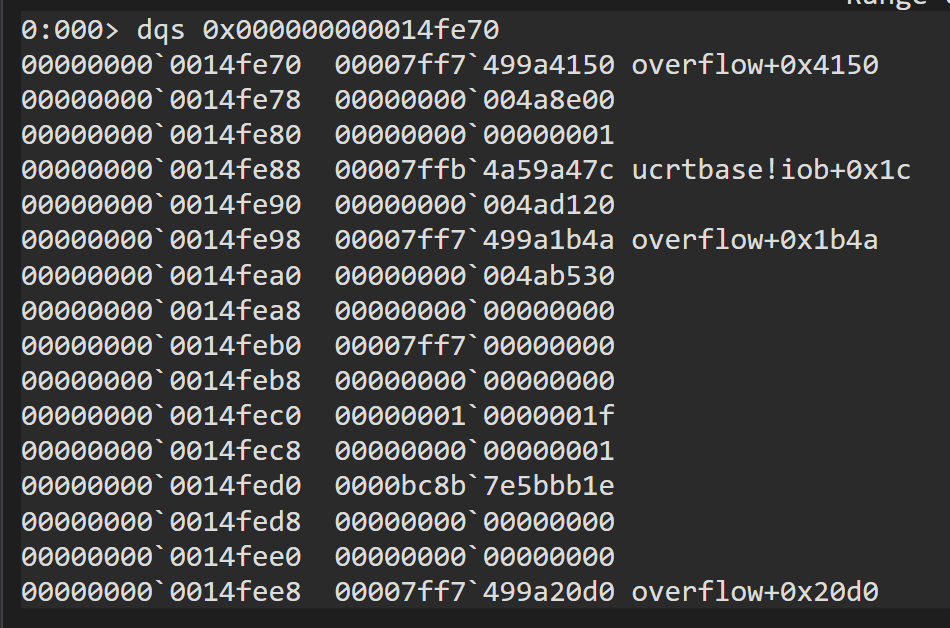 0:000> dqs 0x000000000014fe70
00000000`0014fe70  00007ff7`499a4150 overflow+0x4150
00000000`0014fe78  00000000`004a8e00
00000000`0014fe80  00000000`00000001
00000000`0014fe88  00007ffb`4a59a47c ucrtbase!iob+0x1c
00000000`0014fe90  00000000`004ad120
00000000`0014fe98  00007ff7`499a1b4a overflow+0x1b4a
00000000`0014fea0  00000000`004ab530
00000000`0014fea8  00000000`00000000
00000000`0014feb0  00007ff7`00000000
00000000`0014feb8  00000000`00000000
00000000`0014fec0  00000001`0000001f
00000000`0014fec8  00000000`00000001
00000000`0014fed0  0000bc8b`7e5bbb1e
00000000`0014fed8  00000000`00000000
00000000`0014fee0  00000000`00000000
00000000`0014fee8  00007ff7`499a20d0 overflow+0x20d0